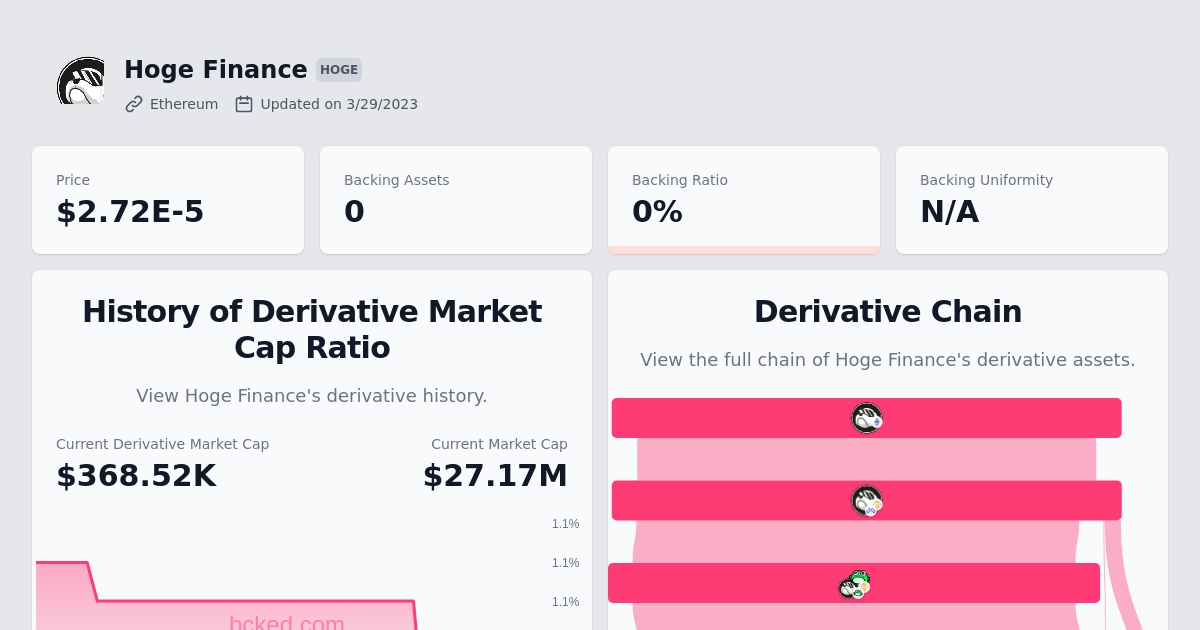 Hoge Finance HOGE
Ethereum Updated on 3/29/2023
Price
$2.72E-5
Backing Assets
0
Backing Ratio
0%
Backing Uniformity
N/A
History of Derivative Market
Cap Ratio
View Hoge Finance's derivative history.
Current Derivative Market Cap
$368.52K
Current Market Cap
$27.17M
1.1%
1.1%
1.1%
bcked.com
Derivative Chain
View the full chain of Hoge Finance's derivative assets.